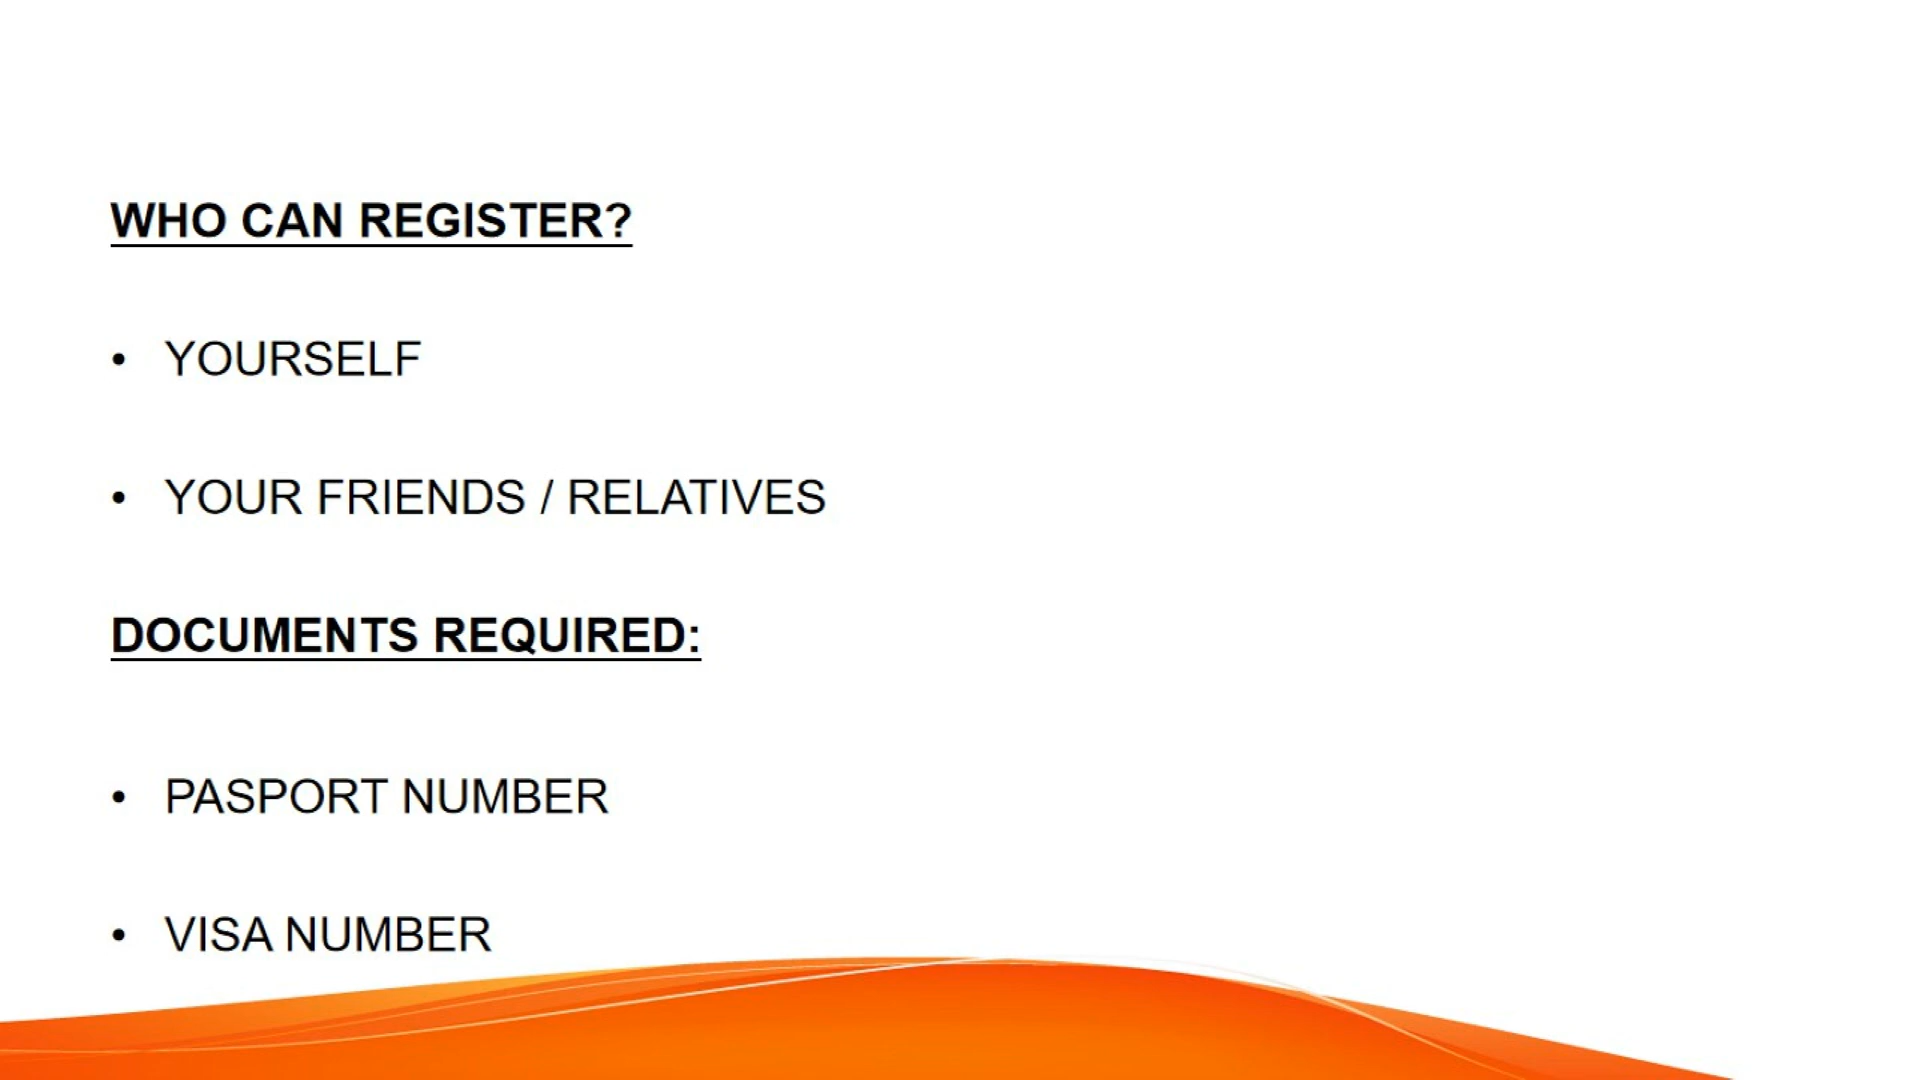 WHO CAN REGISTER?
• YOURSELF
• YOUR FRIENDS / RELATIVES
DOCUMENTS REQUIRED:
• PASPORT NUMBER
• VISA NUMBER